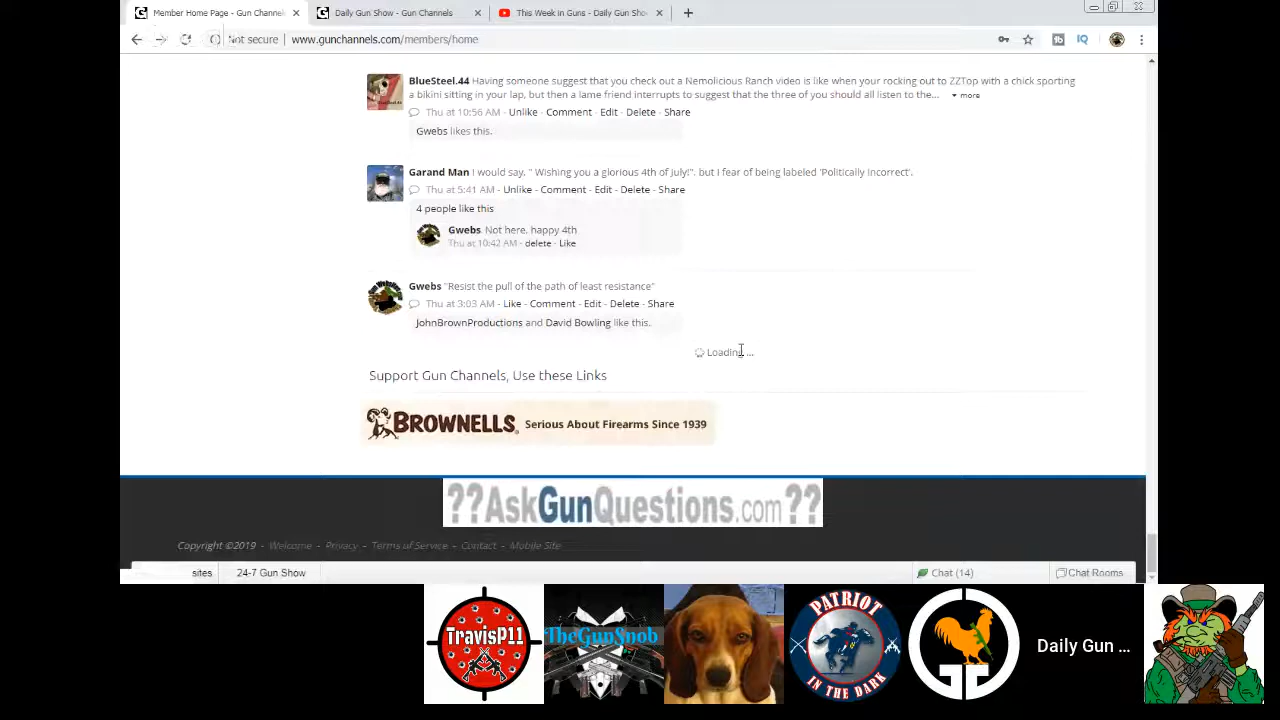 Member Home Page - Gun Channel
Daily Gun Show - Gun Channels
This Week in Guns - Daily Gun Sho
Not secure www.gunchannels.com/members/home
BlueSteel.44 Having someone suggest that you check out a Nemolicious Ranch video is like when your rocking out to ZZTop with a chick sporting
a bikini sitting in your lap, but then a lame friend interrupts to suggest that the three of you should all listen to the... more
Thu at 10:56 AM - Unlike - Comment - Edit - Delete - Share
Gwebs likes this.
Garand Man I would say, " Wishing you a glorious 4th of July!", but I fear of being labeled 'Politically Incorrect'.
Thu at 5:41 AM - Unlike - Comment - Edit - Delete - Share
4 people like this
Gwebs Not here, happy 4th
Thu at 10:42 AM - delete - Like
Gwebs "Resist the pull of the path of least resistance"
Thu at 3:03 AM - Like - Comment - Edit - Delete - Share
JohnBrownProductions and David Bowling like this.
Loading ...
Support Gun Channels, Use these Links
BROWNELLS. Serious About Firearms Since 1939
??AskGunQuestions.com??
Copyright ©2019 - Welcome - Privacy - Terms of Service - Contact - Mobile Site
sites 24-7 Gun Show Chat (14) Chat Rooms
TravisP11
TheGunSnob
PATRIOT
IN THE DARK
GG
Daily Gun ...